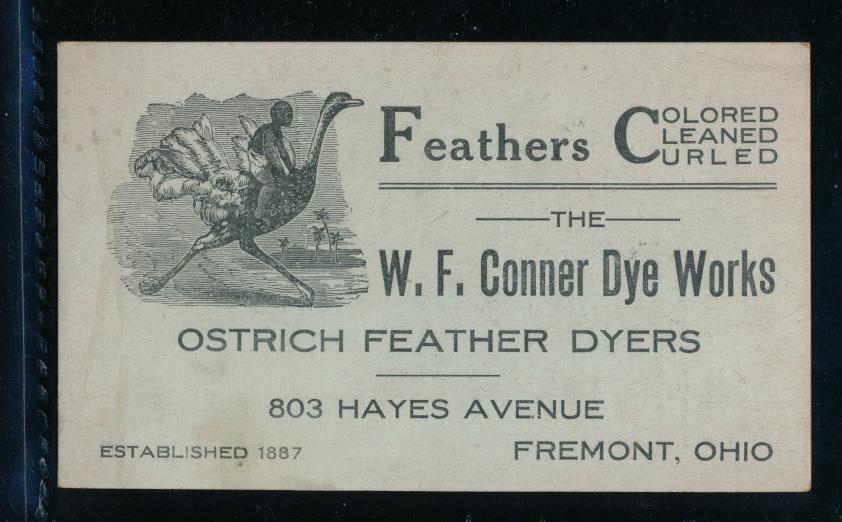 Feathers COLORED
CLEANED
CURLED
THE
W. F. Conner Dye Works
OSTRICH FEATHER DYERS
803 HAYES AVENUE
ESTABLISHED 1887
FREMONT, OHIO